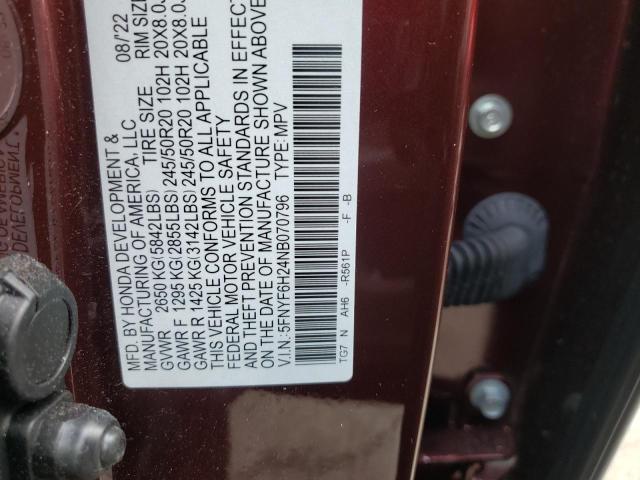 MFD. BY HONDA DEVELOPMENT & 08/22
MANUFACTURING OF AMERICA, LLC TIRE SIZE RIM SIZE
GVWR 2650 KG(5842LBS)
GAWR F 1295 KG(2855LBS) 245/50R20 102H 20X8.0J
GAWR R 1425 KG(3142LBS) 245/50R20 102H 20X8.0J
THIS VEHICLE CONFORMS TO ALL APPLICABLE
FEDERAL MOTOR VEHICLE SAFETY
AND THEFT PREVENTION STANDARDS IN EFFECT
ON THE DATE OF MANUFACTURE SHOWN ABOVE
V.I.N.:5FNYF6H24NB070796 TYPE:MPV
TG7 N AH6 -R561P -F -B